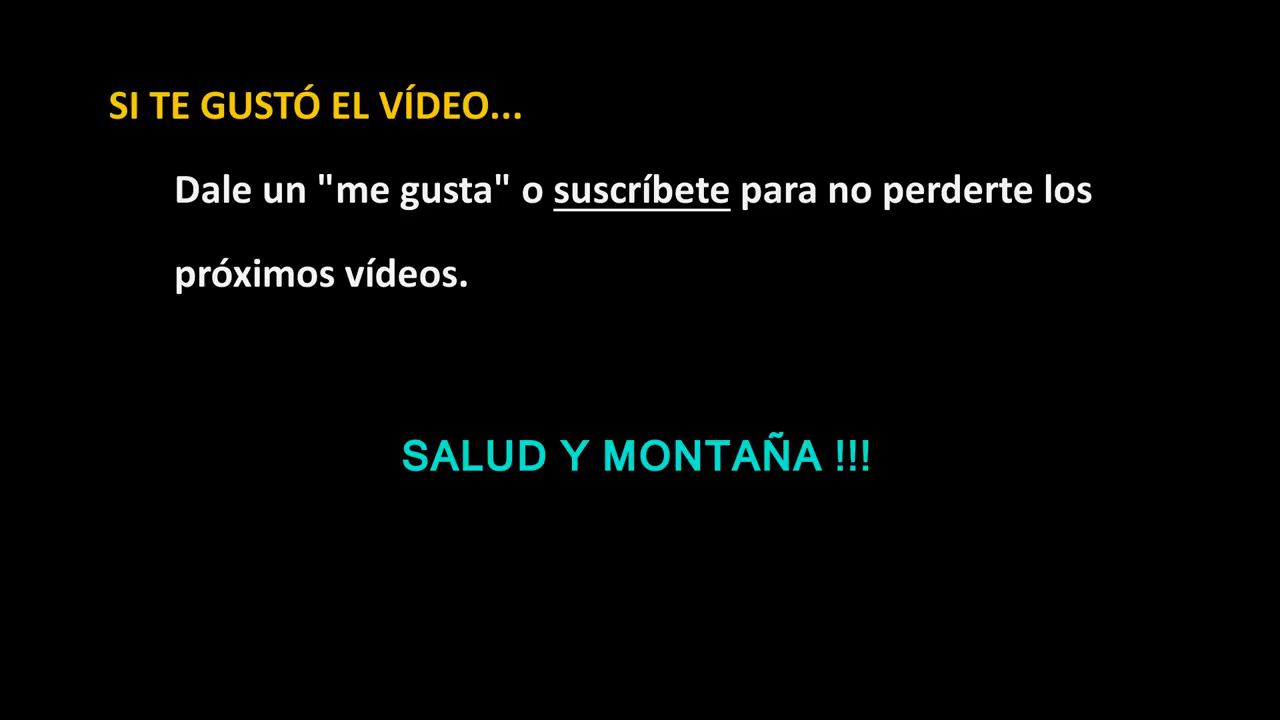 SI TE GUSTÓ EL VÍDEO...
Dale un "me gusta" o suscríbete para no perderte los
próximos vídeos.
SALUD Y MONTAÑA !!!